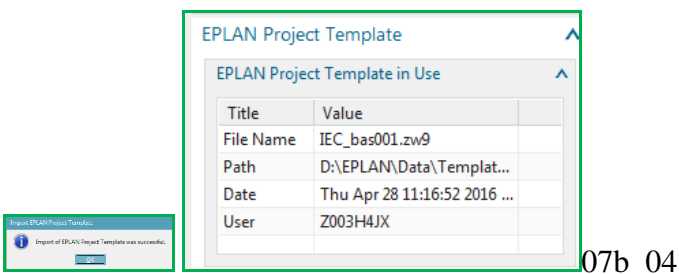 EPLAN Project Template
EPLAN Project Template in Use
Title Value
File Name IEC_bas001.zw9
Path D:\EPLAN\Data\Templat...
Date Thu Apr 28 11:16:52 2016 ...
User Z003H4JX
Import EPLAN Project Template
Import of EPLAN Project Template was successful.
OK
07b_04